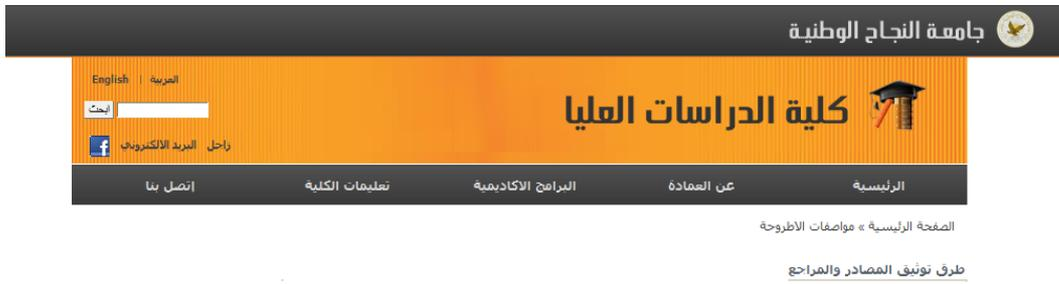 جامعة النجاح الوطنية
العربية | English
ابحث
كلية الدراسات العليا
زاجل البريد الالكتروني
الرئيسية عن العمادة البرامج الاكاديمية تعليمات الكلية إتصل بنا
الصفحة الرئيسية » مواصفات الاطروحة
طرق توثيق المصادر والمراجع